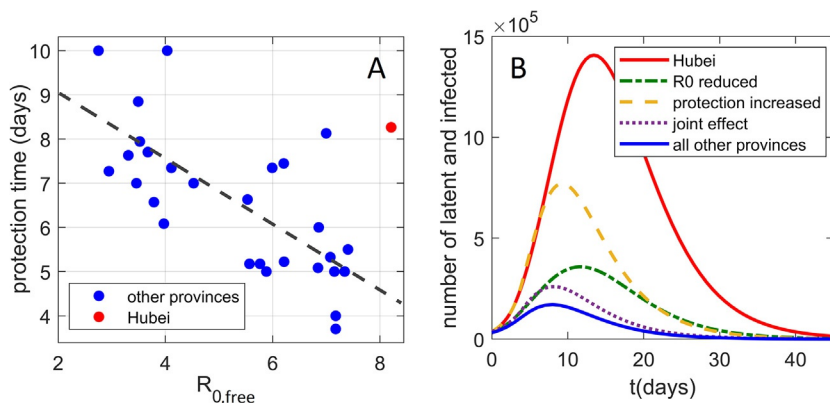 A
protection time (days)
10
9
8
7
6
5
4
other provinces
Hubei
2
4
6
8
R0,free
×10⁵
B
number of latent and infected
15
10
5
0
Hubei
R0 reduced
protection increased
joint effect
all other provinces
0
10
20
30
40
t(days)